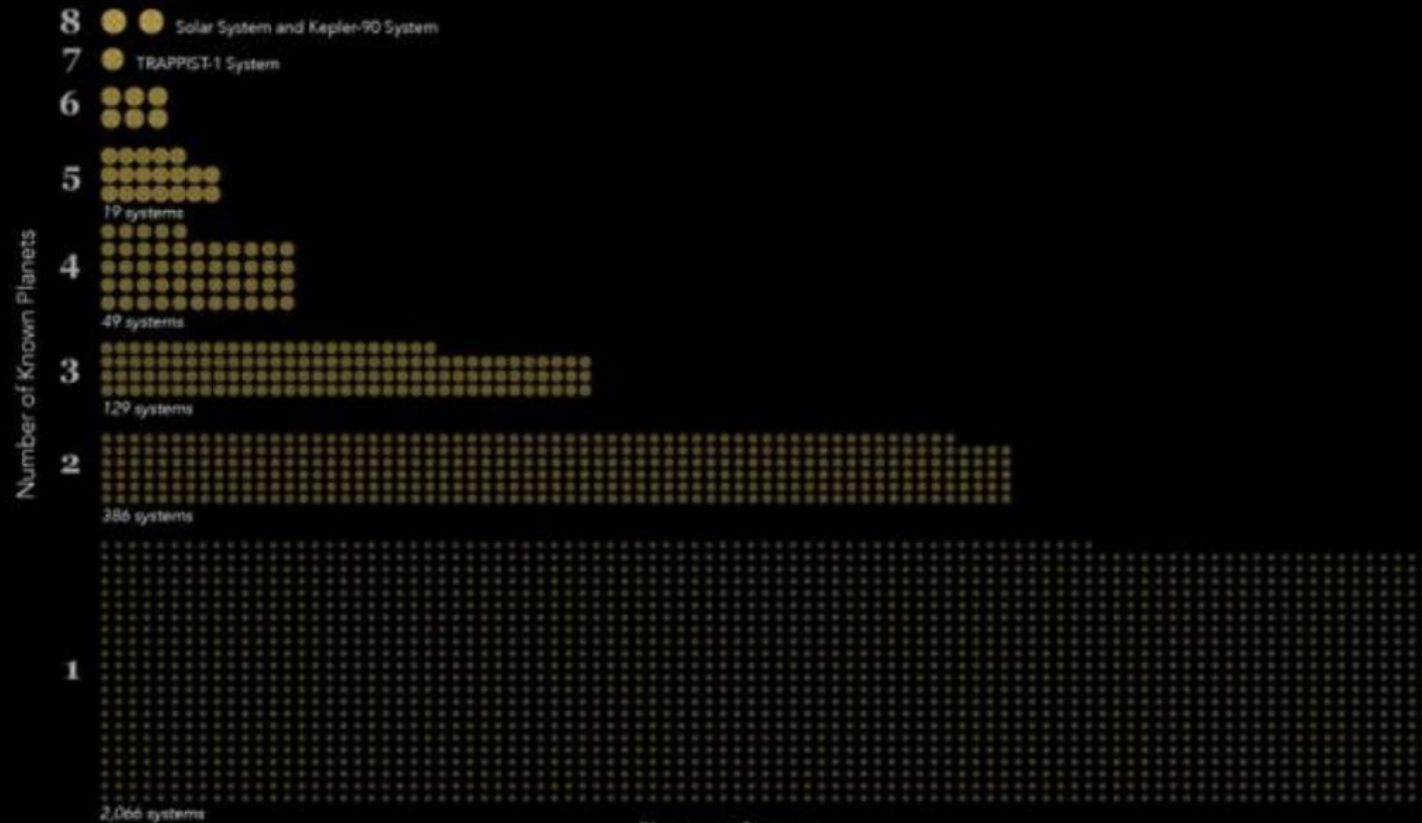 8 Solar System and Kepler-90 System
7 TRAPPIST-1 System
6
5
19 systems
4
49 systems
Number of Known Planets
3
129 systems
2
386 systems
1
2,066 systems